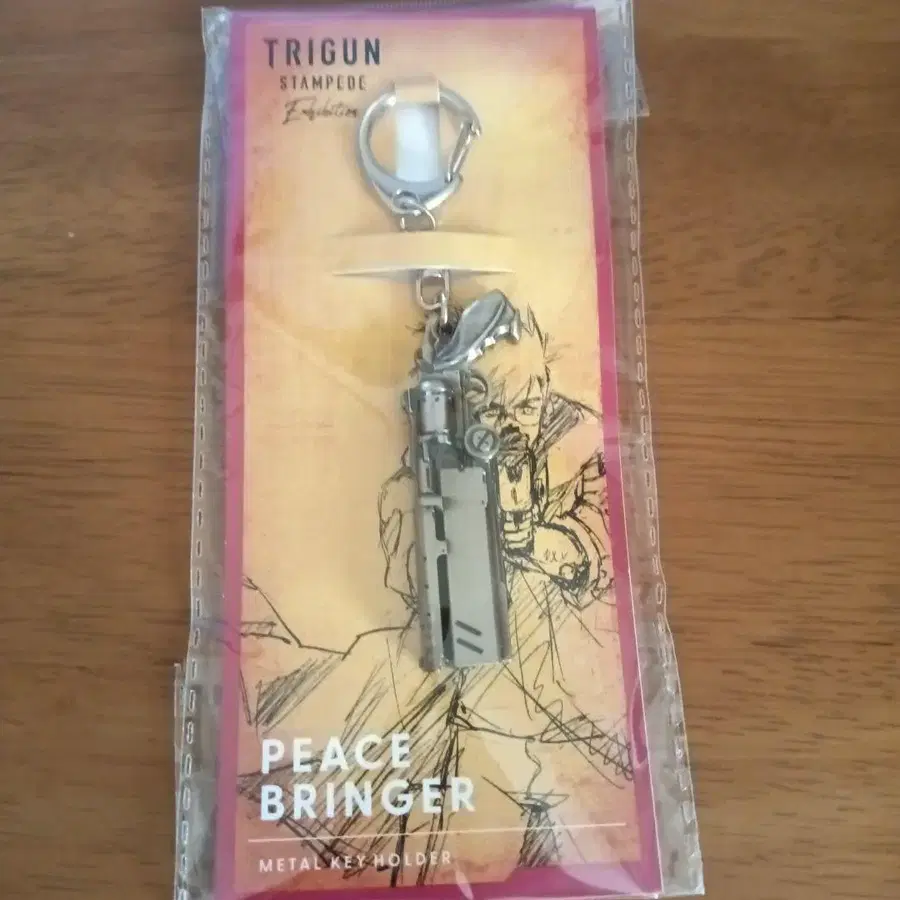 TRIGUN
STAMPEDE
Exhibition
PEACE
BRINGER
METAL KEY HOLDER